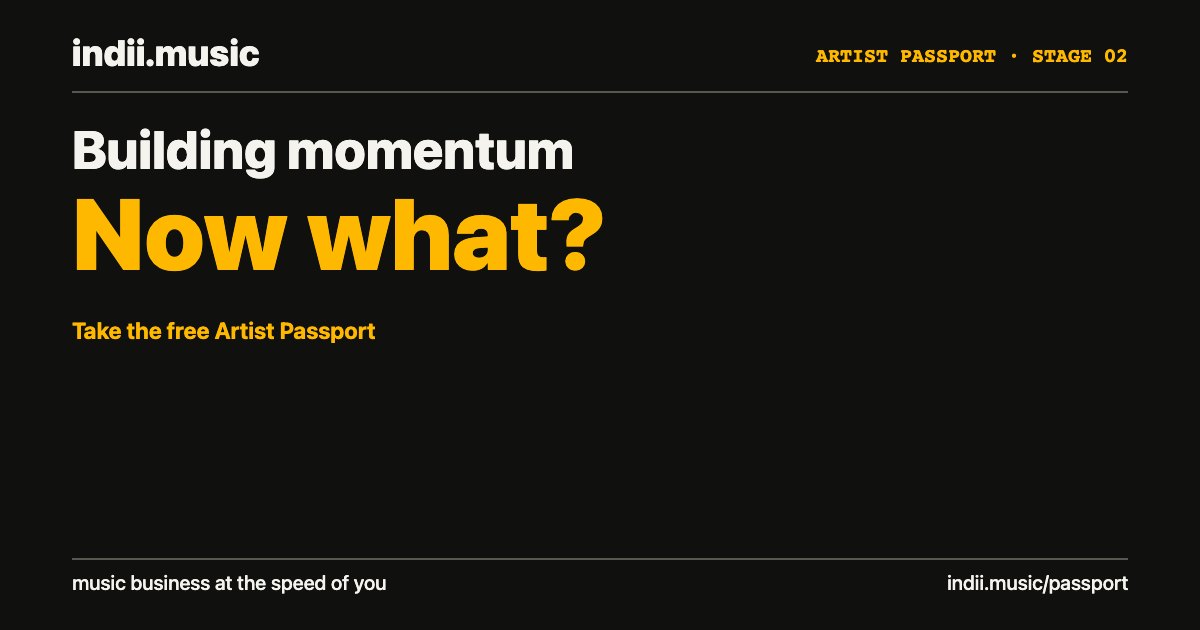 indii.music
ARTIST PASSPORT · STAGE 02
Building momentum
Now what?
Take the free Artist Passport
music business at the speed of you
indii.music/passport